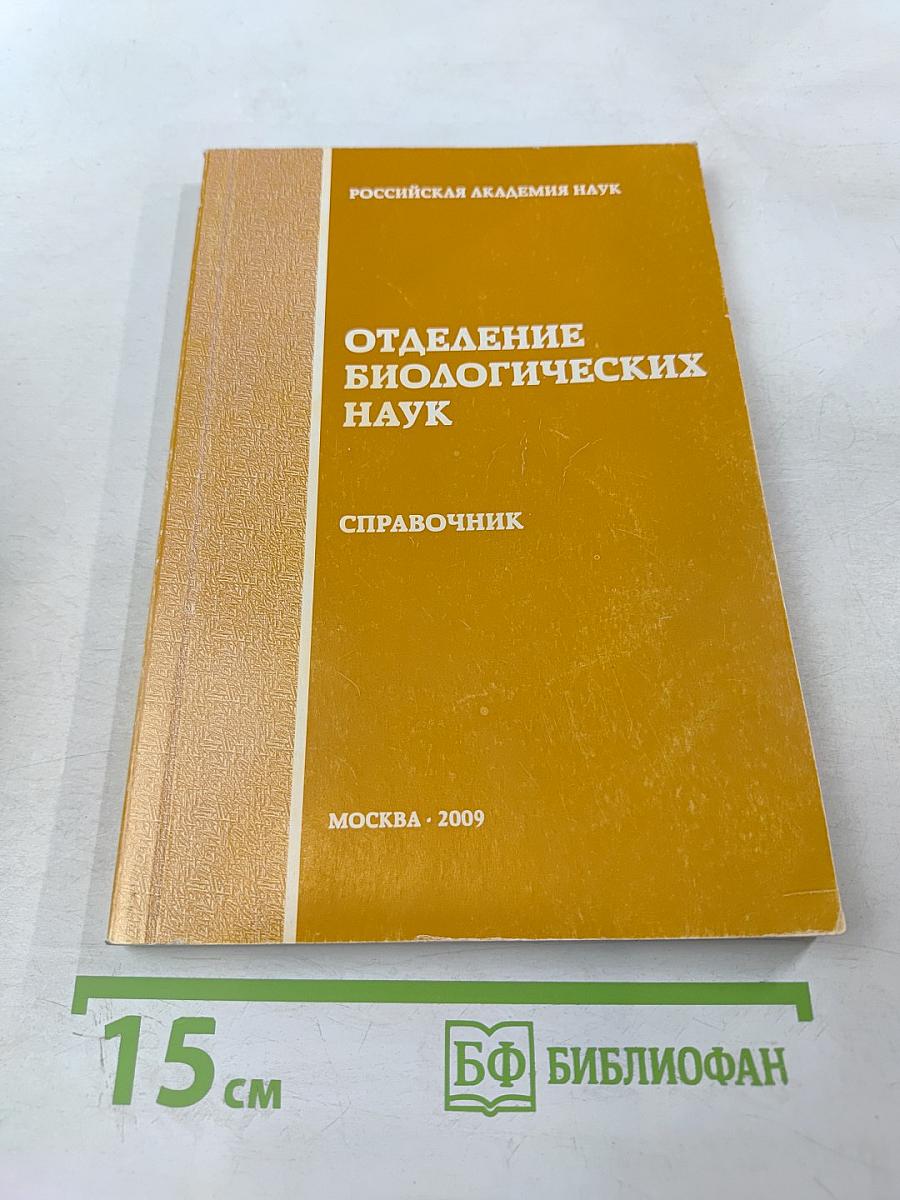 РОССИЙСКАЯ АКАДЕМИЯ НАУК
ОТДЕЛЕНИЕ
БИОЛОГИЧЕСКИХ
НАУК
СПРАВОЧНИК
МОСКВА · 2009
15 см
БФ БИБЛИОФАН